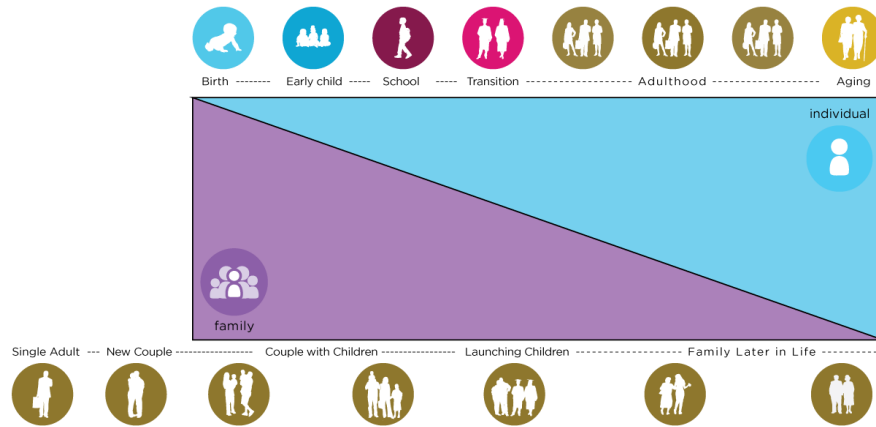 Birth Early child School Transition Adulthood Aging
individual
family
Single Adult New Couple Couple with Children Launching Children Family Later in Life